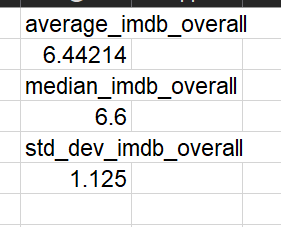 average_imdb_overall
6.44214
median_imdb_overall
6.6
std_dev_imdb_overall
1.125